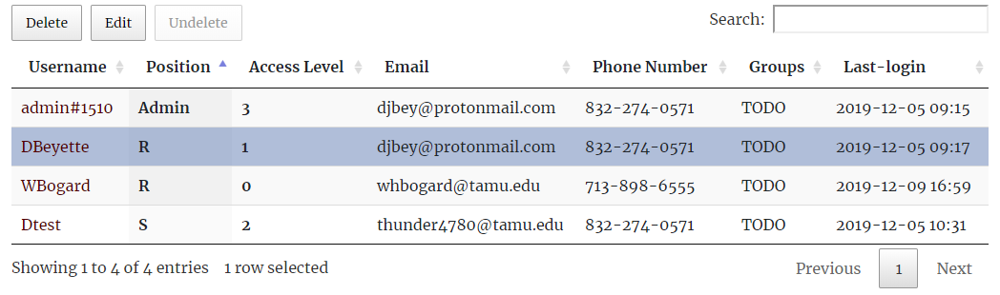 Delete Edit Undelete Search:
Username Position Access Level Email Phone Number Groups Last-login
admin#1510 Admin 3 djbey@protonmail.com 832-274-0571 TODO 2019-12-05 09:15
DBeyette R 1 djbey@protonmail.com 832-274-0571 TODO 2019-12-05 09:17
WBogard R 0 whbogard@tamu.edu 713-898-6555 TODO 2019-12-09 16:59
Dtest S 2 thunder4780@tamu.edu 832-274-0571 TODO 2019-12-05 10:31
Showing 1 to 4 of 4 entries 1 row selected Previous 1 Next